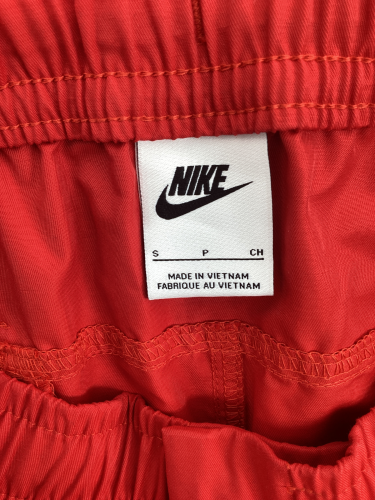 NIKE
S P CH
MADE IN VIETNAM
FABRIQUE AU VIETNAM